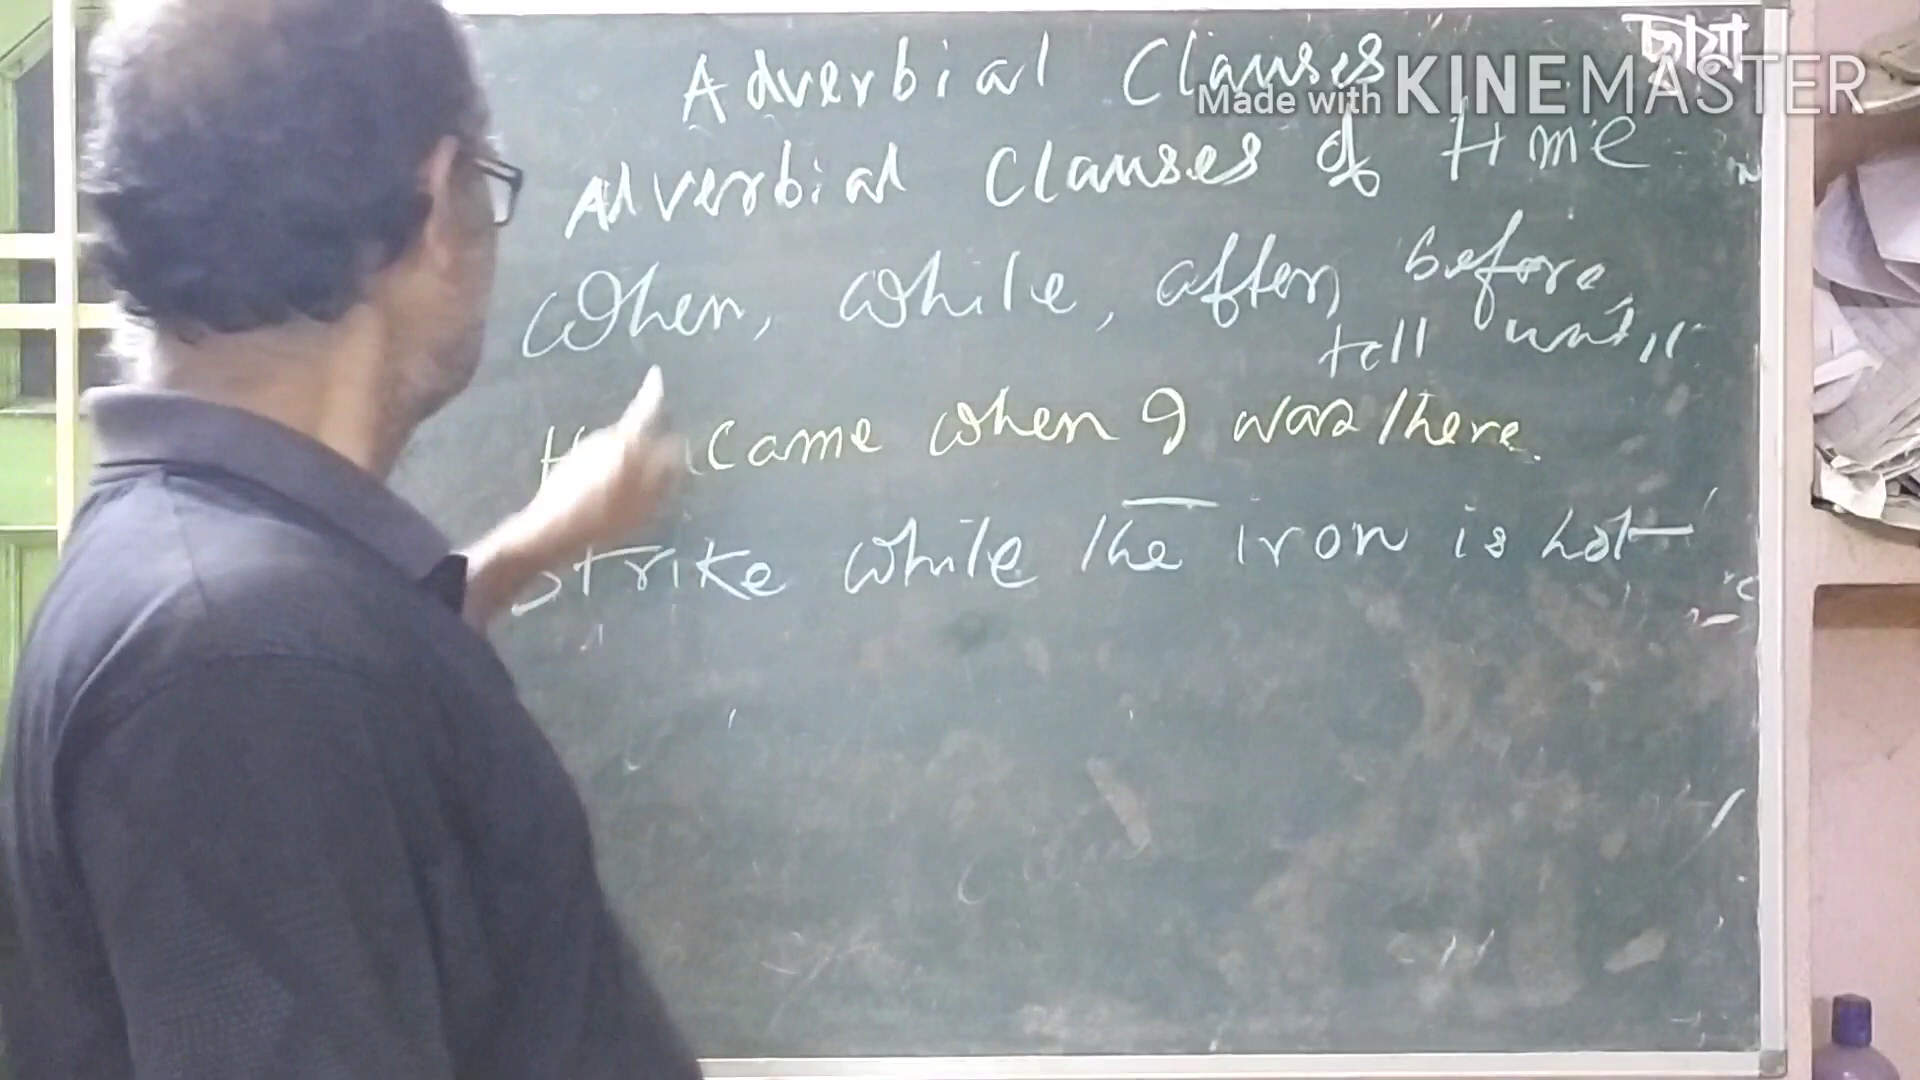 Adverbial Clauses
Adverbial Clauses of time
When, while, after, before,
till until
came when I was there.
Strike while the iron is hot
ছায়া
Made with KINEMASTER